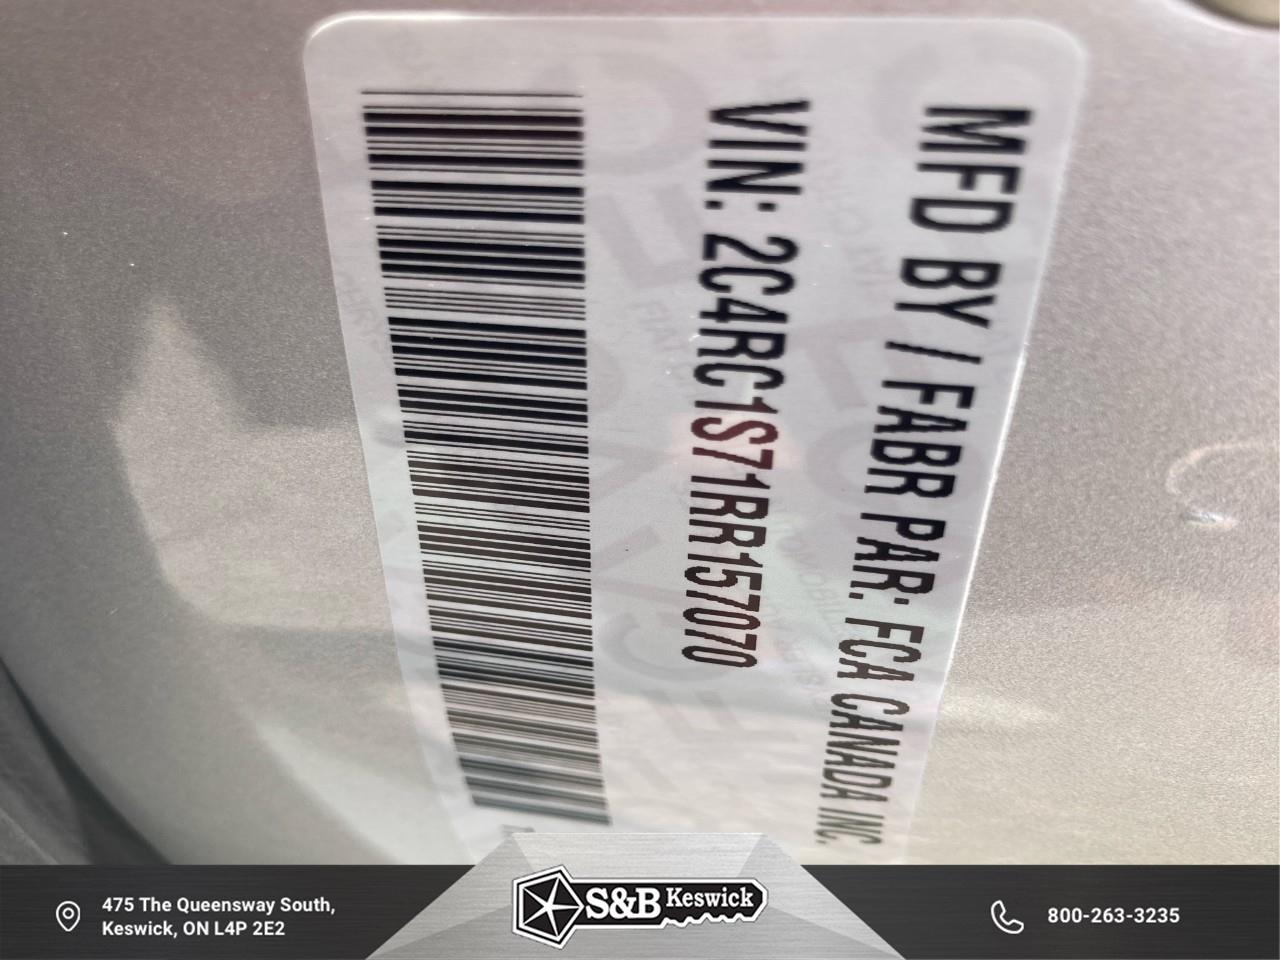 MFD BY / FABR PAR: FCA CANADA INC.
VIN: 2C4RC1S71RR157070
475 The Queensway South,
Keswick, ON L4P 2E2
S&B Keswick
800-263-3235